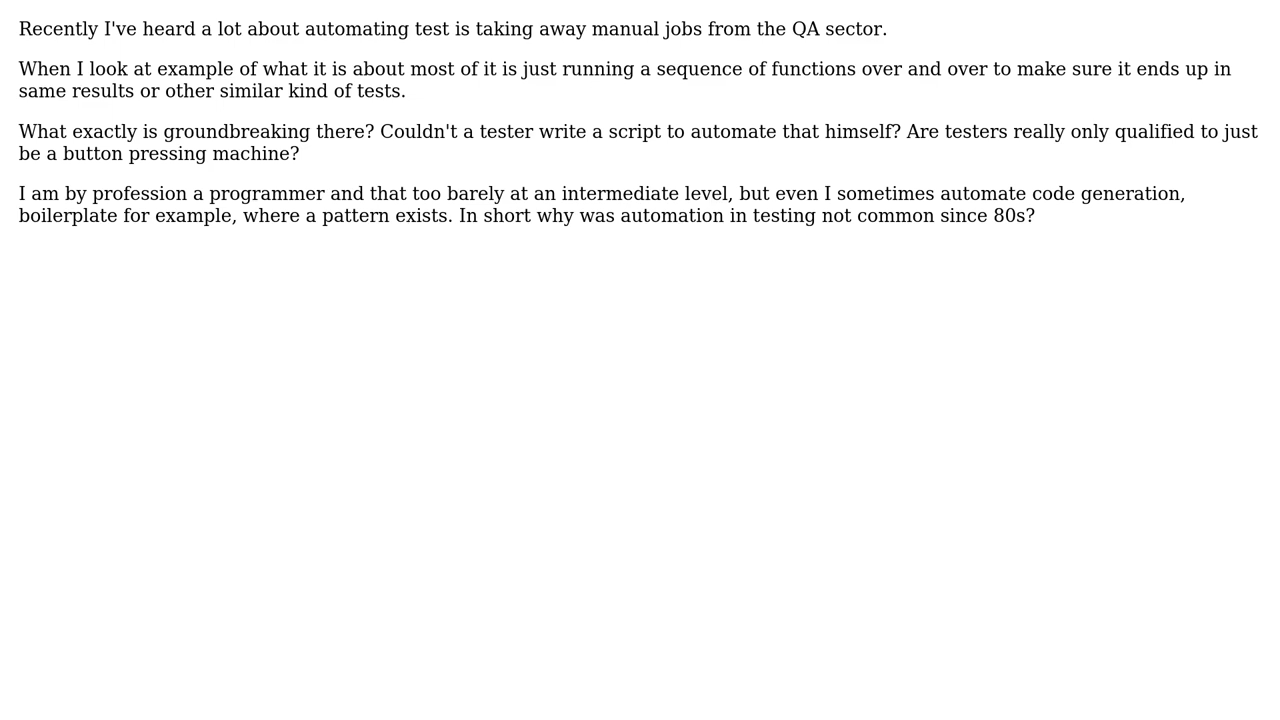 Recently I've heard a lot about automating test is taking away manual jobs from the QA sector.
When I look at example of what it is about most of it is just running a sequence of functions over and over to make sure it ends up in
same results or other similar kind of tests.
What exactly is groundbreaking there? Couldn't a tester write a script to automate that himself? Are testers really only qualified to just
be a button pressing machine?
I am by profession a programmer and that too barely at an intermediate level, but even I sometimes automate code generation,
boilerplate for example, where a pattern exists. In short why was automation in testing not common since 80s?